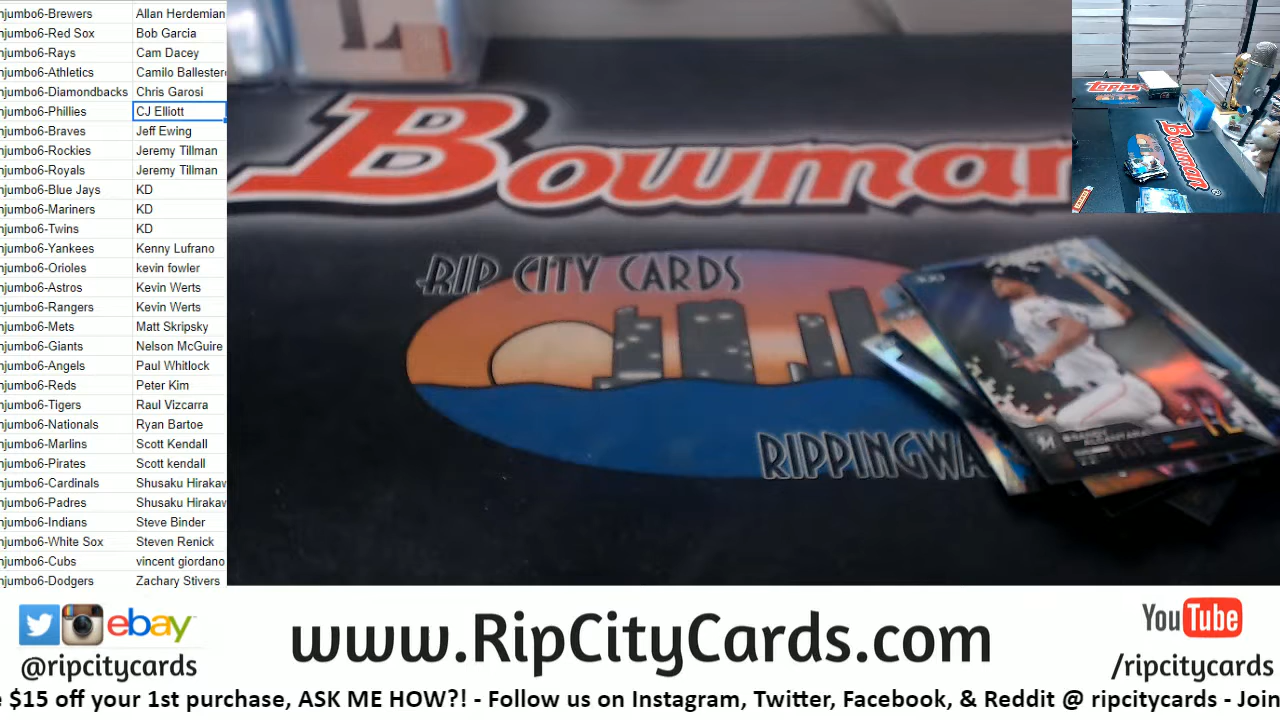 njumbo6-Brewers Allan Herdemian
njumbo6-Red Sox Bob Garcia
njumbo6-Rays Cam Dacey
njumbo6-Athletics Camilo Ballester
njumbo6-Diamondbacks Chris Garosi
njumbo6-Phillies CJ Elliott
njumbo6-Braves Jeff Ewing
njumbo6-Rockies Jeremy Tillman
njumbo6-Royals Jeremy Tillman
njumbo6-Blue Jays KD
njumbo6-Mariners KD
njumbo6-Twins KD
njumbo6-Yankees Kenny Lufrano
njumbo6-Orioles kevin fowler
njumbo6-Astros Kevin Werts
njumbo6-Rangers Kevin Werts
njumbo6-Mets Matt Skripsky
njumbo6-Giants Nelson McGuire
njumbo6-Angels Paul Whitlock
njumbo6-Reds Peter Kim
njumbo6-Tigers Raul Vizcarra
njumbo6-Nationals Ryan Bartoe
njumbo6-Marlins Scott Kendall
njumbo6-Pirates Scott kendall
njumbo6-Cardinals Shusaku Hirakaw
njumbo6-Padres Shusaku Hirakaw
njumbo6-Indians Steve Binder
njumbo6-White Sox Steven Renick
njumbo6-Cubs vincent giordano
njumbo6-Dodgers Zachary Stivers
Bowman
RIP CITY CARDS
RIPPINGWA
TOPPS
Bowman
ebay
@ripcitycards
www.RipCityCards.com
YouTube
/ripcitycards
e $15 off your 1st purchase, ASK ME HOW?! - Follow us on Instagram, Twitter, Facebook, & Reddit @ ripcitycards - Join